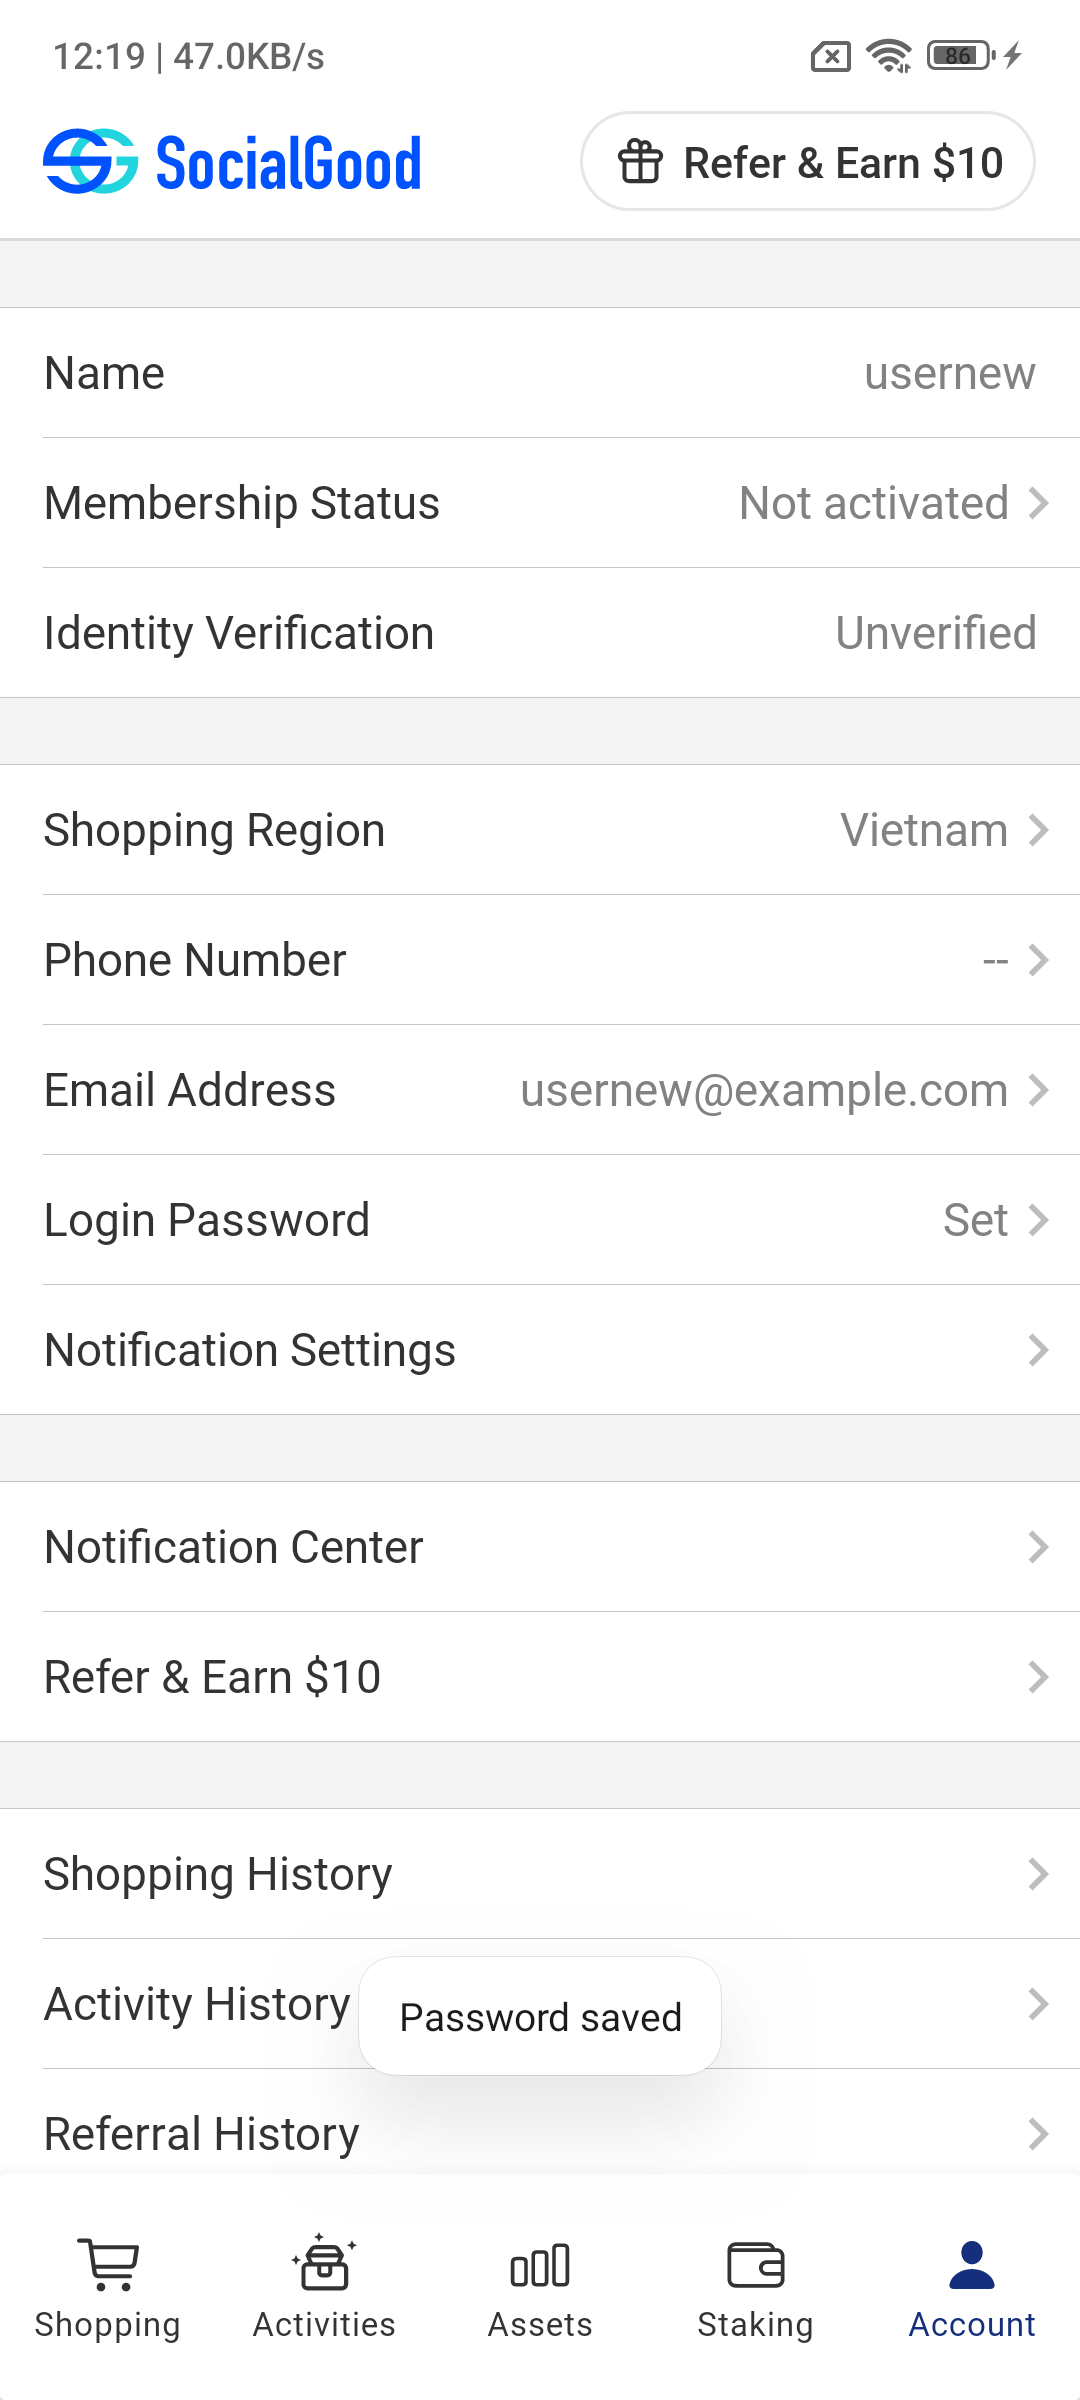 12:19 | 47.0KB/s
86
SocialGood
Refer & Earn $10
Name
usernew
Membership Status
Not activated
Identity Verification
Unverified
Shopping Region
Vietnam
Phone Number
--
Email Address
usernew@example.com
Login Password
Set
Notification Settings
Notification Center
Refer & Earn $10
Shopping History
Activity History
Password saved
Referral History
Shopping
Activities
Assets
Staking
Account